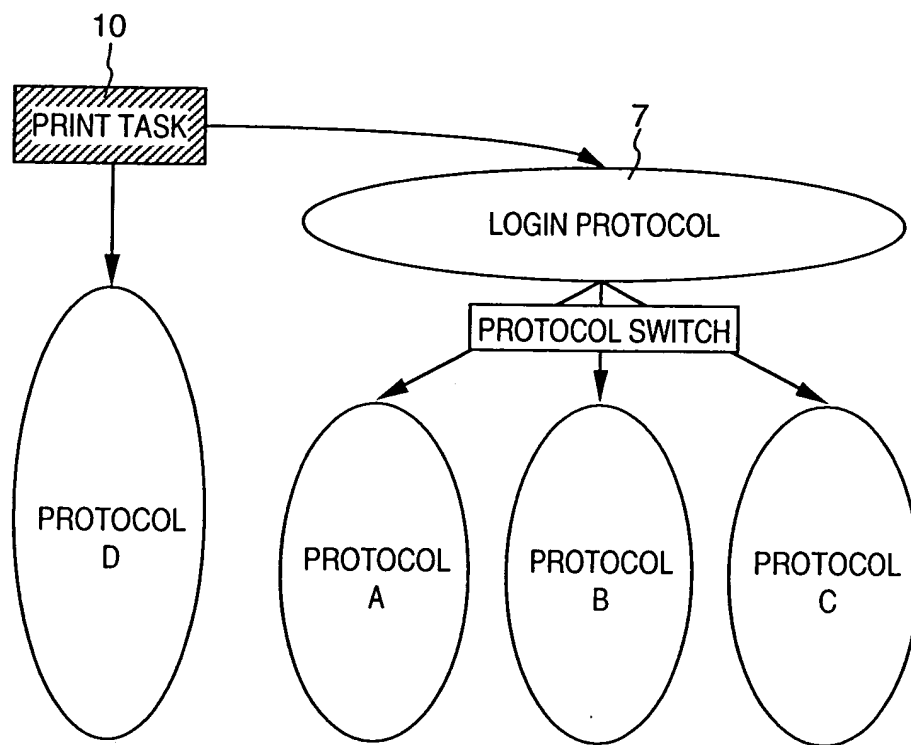 10
PRINT TASK
7
LOGIN PROTOCOL
PROTOCOL SWITCH
PROTOCOL
D
PROTOCOL
A
PROTOCOL
B
PROTOCOL
C